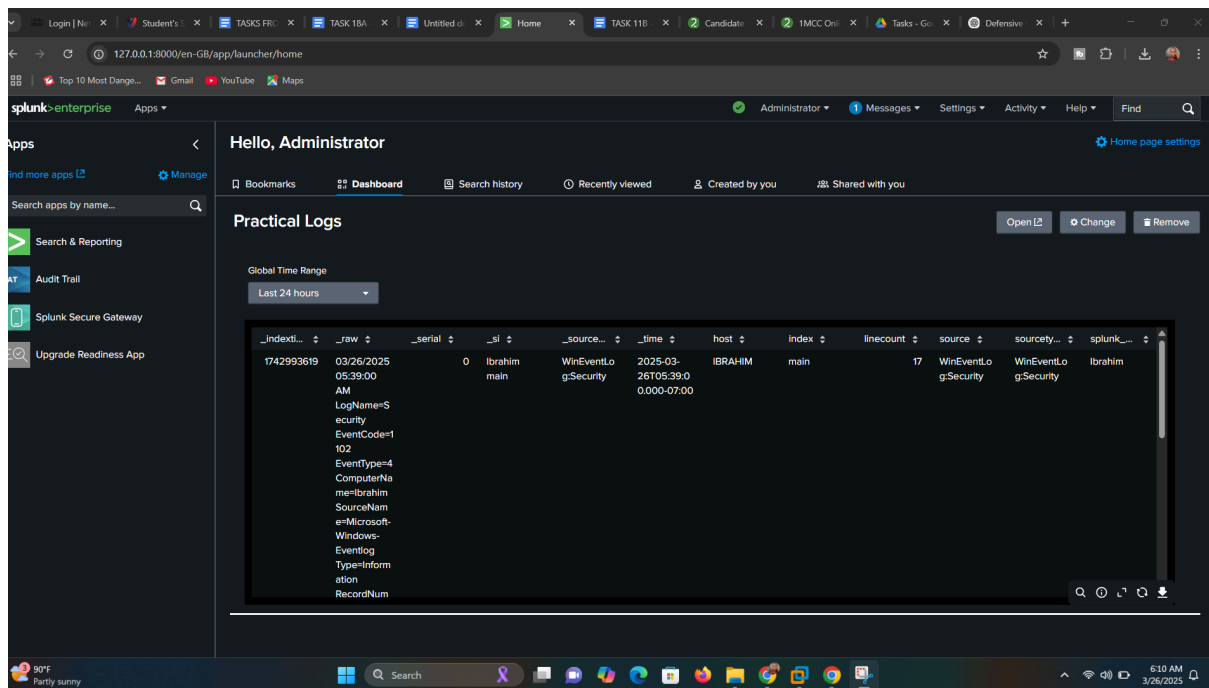 Login | Ne
Student's S
TASKS FRO
TASK 18A
Untitled do
Home
TASK 11B
Candidate
1MCC Onli
Tasks - Go
Defensive
127.0.0.1:8000/en-GB/app/launcher/home
Top 10 Most Dange...
Gmail
YouTube
Maps
splunk>enterprise
Apps
Administrator
1 Messages
Settings
Activity
Help
Find
Apps
Find more apps
Manage
Search apps by name...
Search & Reporting
AT Audit Trail
Splunk Secure Gateway
Upgrade Readiness App
Hello, Administrator
Home page settings
Bookmarks
Dashboard
Search history
Recently viewed
Created by you
Shared with you
Practical Logs
Open
Change
Remove
Global Time Range
Last 24 hours
_indexti... _raw _serial _si _source... _time host index linecount source sourcety... splunk_...
1742993619
03/26/2025
05:39:00
AM
LogName=S
ecurity
EventCode=1
102
EventType=4
ComputerNa
me=Ibrahim
SourceNam
e=Microsoft-
Windows-
Eventlog
Type=Inform
ation
RecordNum
0
Ibrahim
main
WinEventLo
g:Security
2025-03-
26T05:39:0
0.000-07:00
IBRAHIM
main
17
WinEventLo
g:Security
WinEventLo
g:Security
Ibrahim
3
90°F
Partly sunny
Search
6:10 AM
3/26/2025